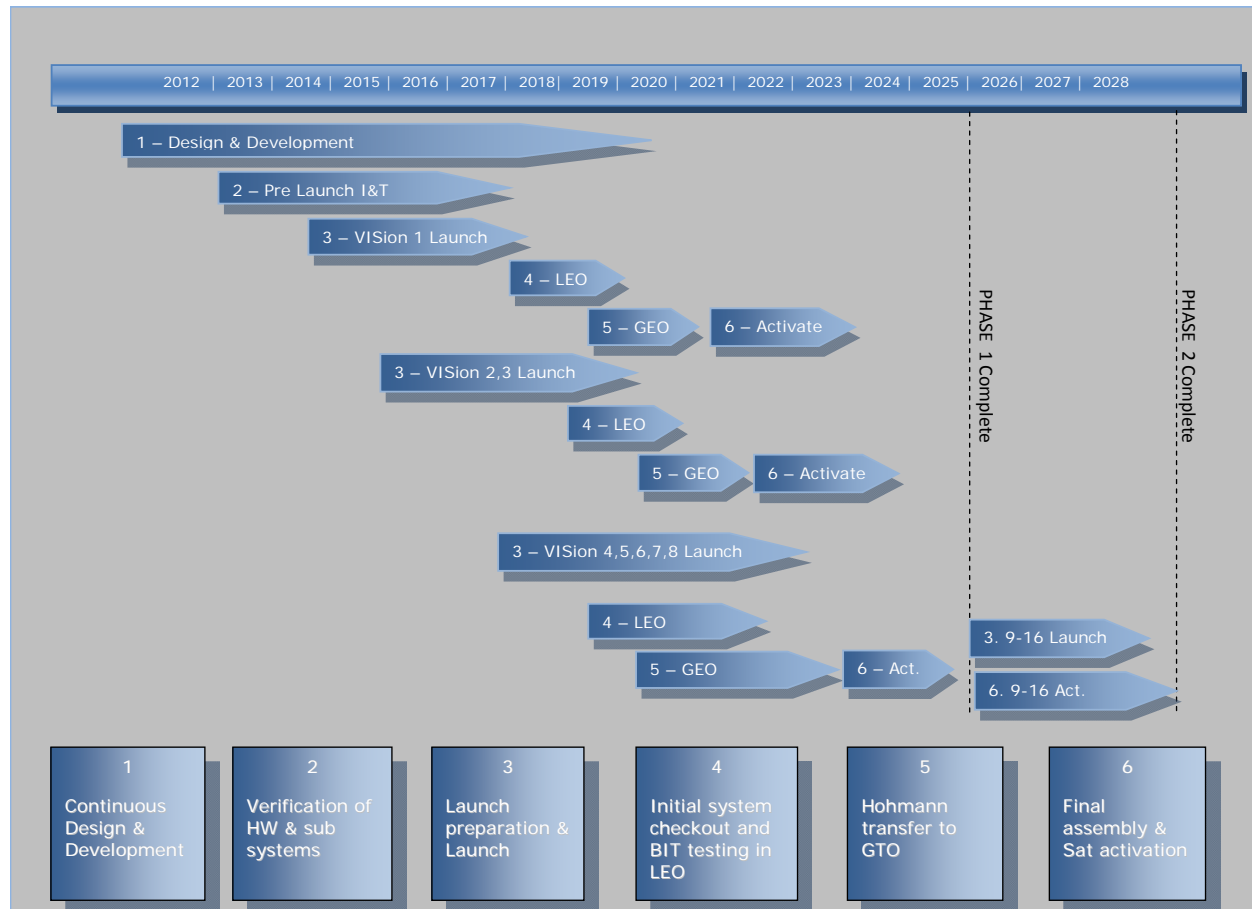 2012 | 2013 | 2014 | 2015 | 2016 | 2017 | 2018 | 2019 | 2020 | 2021 | 2022 | 2023 | 2024 | 2025 | 2026 | 2027 | 2028
1 – Design & Development
2 – Pre Launch I&T
3 – VISion 1 Launch
4 – LEO
5 – GEO
6 – Activate
3 – VISion 2,3 Launch
4 – LEO
5 – GEO
6 – Activate
3 – VISion 4,5,6,7,8 Launch
4 – LEO
5 – GEO
6 – Act.
3. 9-16 Launch
6. 9-16 Act.
PHASE 1 Complete
PHASE 2 Complete
1
Continuous
Design &
Development
2
Verification of
HW & sub
systems
3
Launch
preparation &
Launch
4
Initial system
checkout and
BIT testing in
LEO
5
Hohmann
transfer to
GTO
6
Final
assembly &
Sat activation